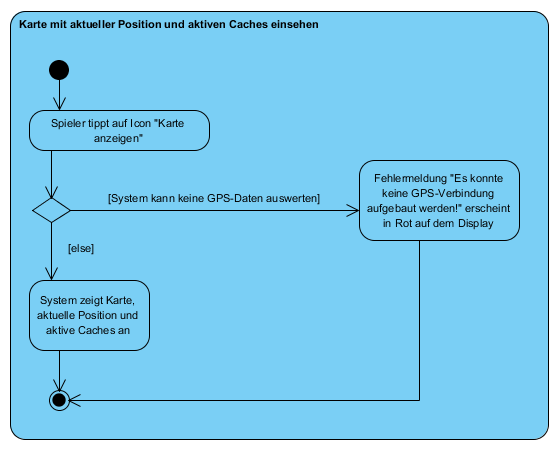 Karte mit aktueller Position und aktiven Caches einsehen
Spieler tippt auf Icon "Karte
anzeigen"
[System kann keine GPS-Daten auswerten]
Fehlermeldung "Es konnte
keine GPS-Verbindung
aufgebaut werden!" erscheint
in Rot auf dem Display
[else]
System zeigt Karte,
aktuelle Position und
aktive Caches an